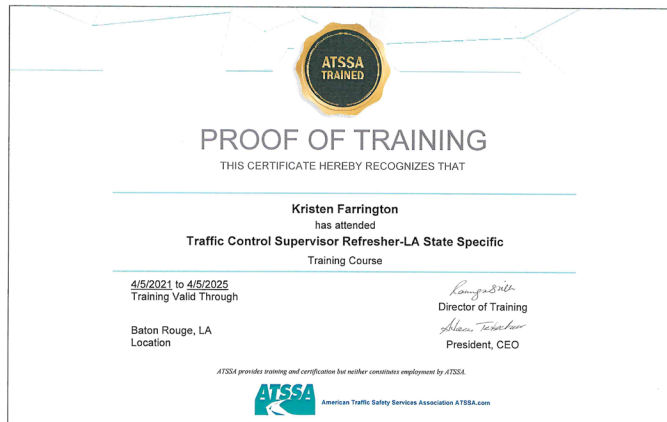 ATSSA
TRAINED
PROOF OF TRAINING
THIS CERTIFICATE HEREBY RECOGNIZES THAT
Kristen Farrington
has attended
Traffic Control Supervisor Refresher-LA State Specific
Training Course
4/5/2021 to 4/5/2025
Training Valid Through
Director of Training
Baton Rouge, LA
Location
President, CEO
ATSSA provides training and certification but neither constitutes employment by ATSSA.
ATSSA
American Traffic Safety Services Association ATSSA.com